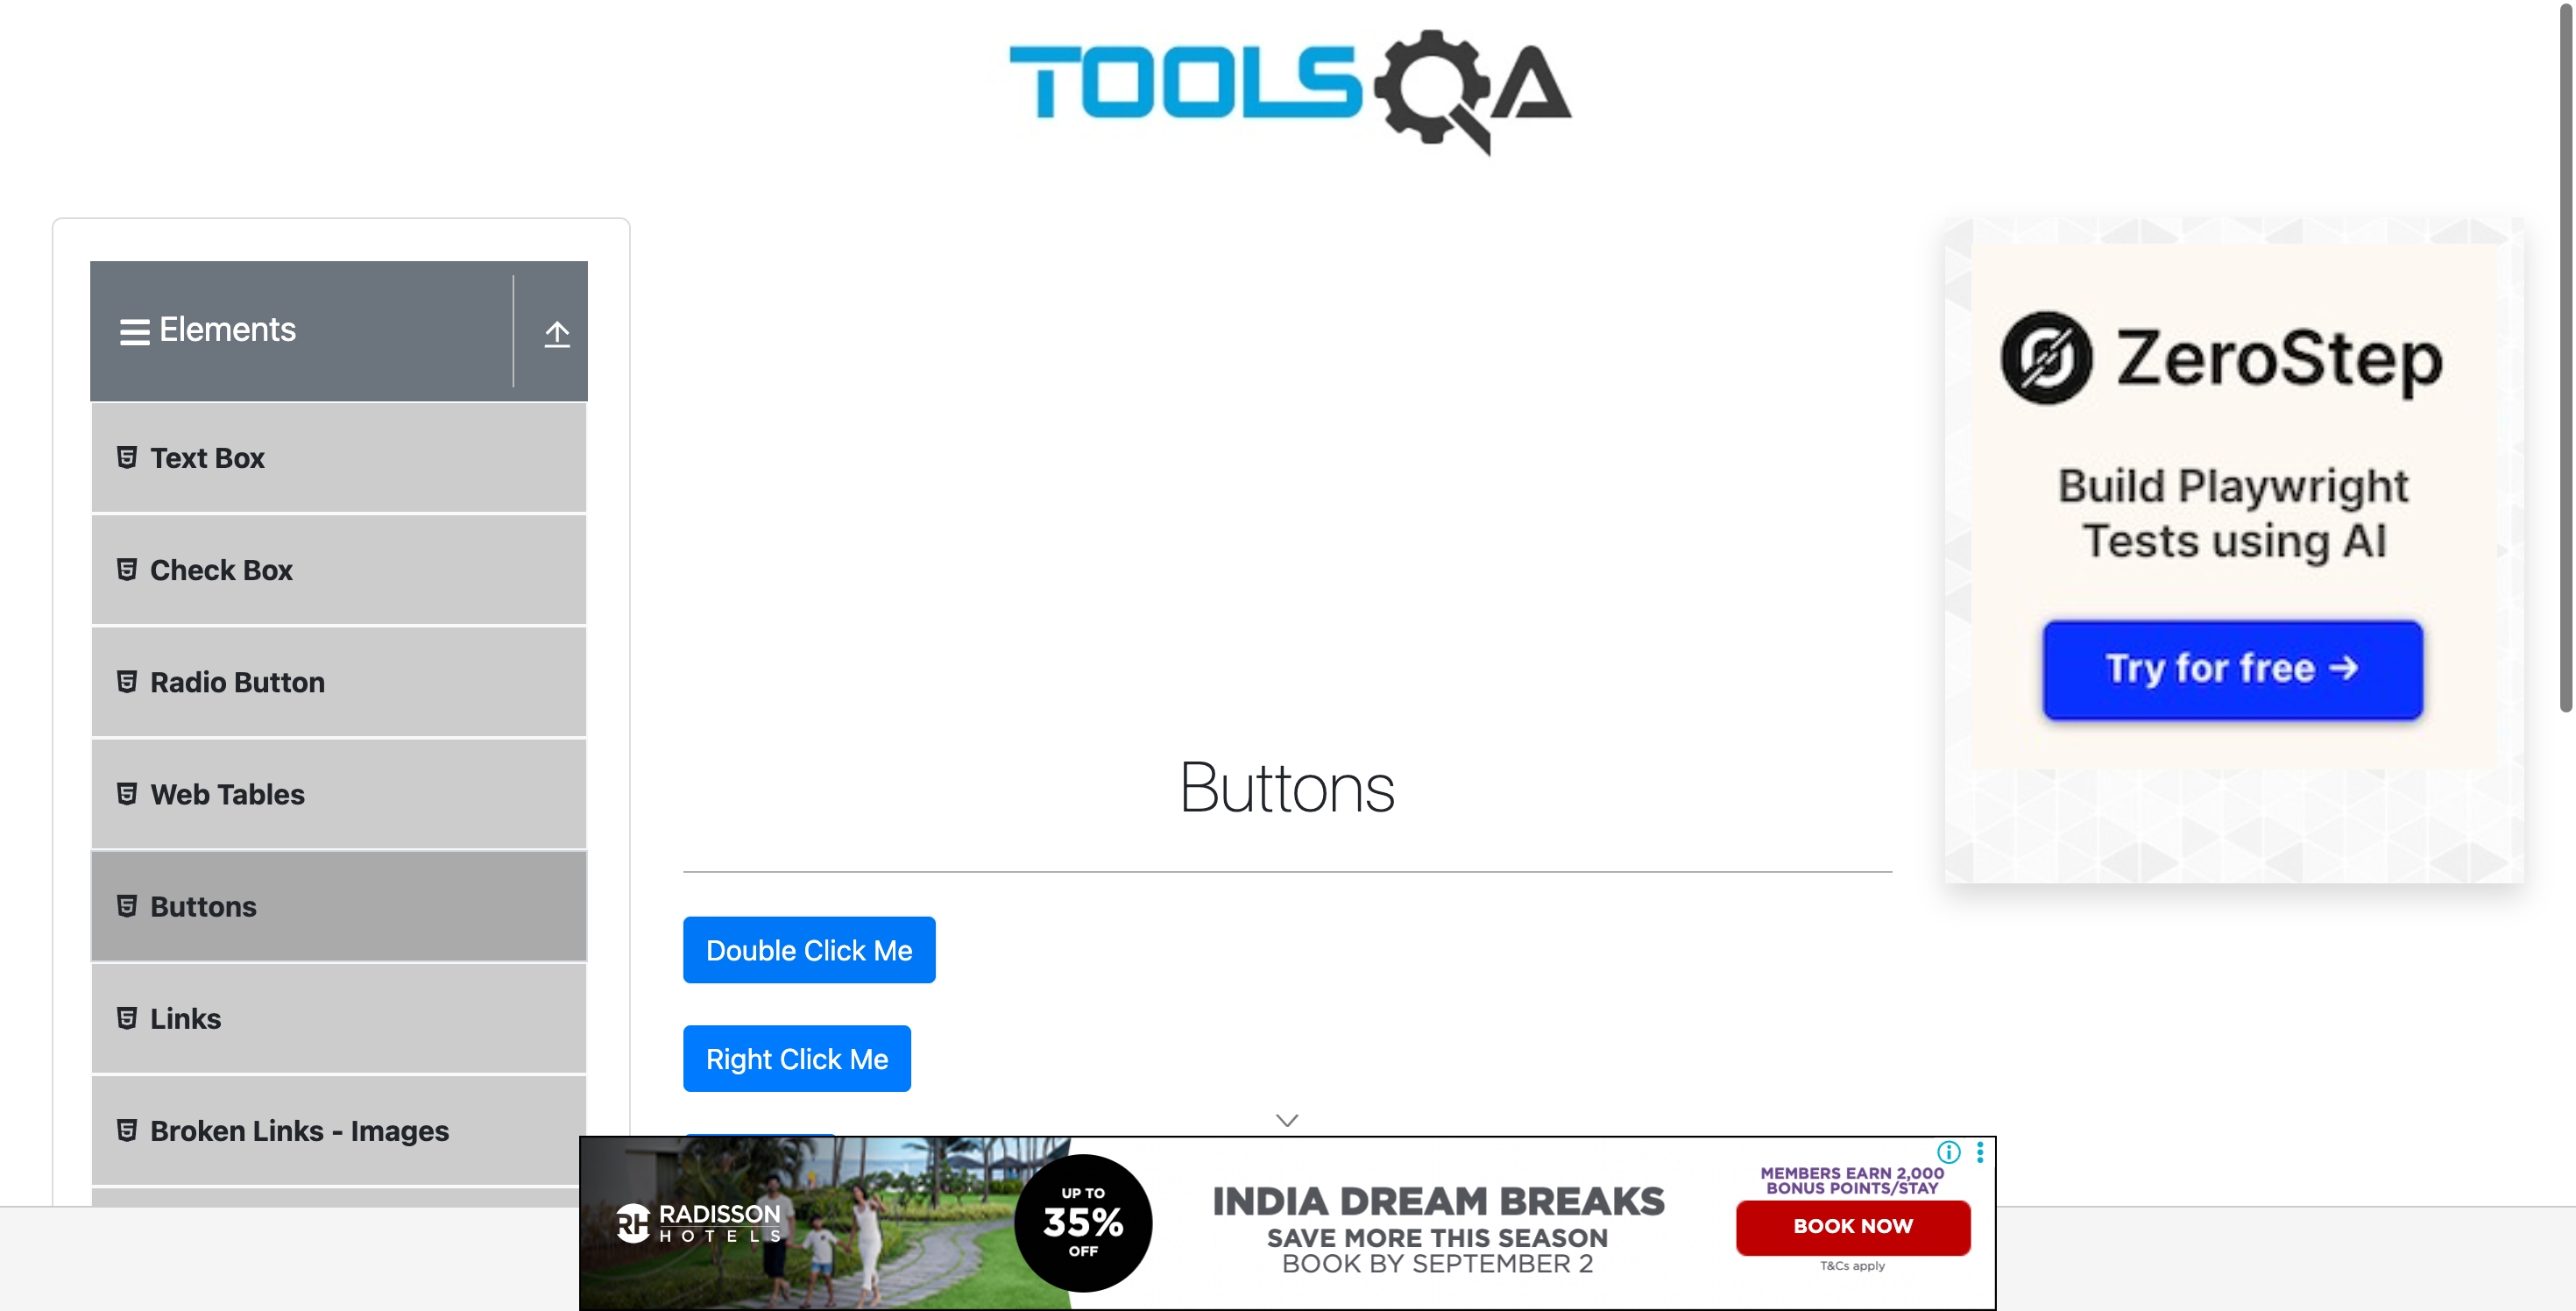 TOOLSQA
Elements
Text Box
Check Box
Radio Button
Web Tables
Buttons
Links
Broken Links - Images
Buttons
Double Click Me
Right Click Me
ZeroStep
Build Playwright
Tests using AI
Try for free →
RH RADISSON
HOTELS
UP TO
35%
OFF
INDIA DREAM BREAKS
SAVE MORE THIS SEASON
BOOK BY SEPTEMBER 2
MEMBERS EARN 2,000
BONUS POINTS/STAY
BOOK NOW
T&Cs apply